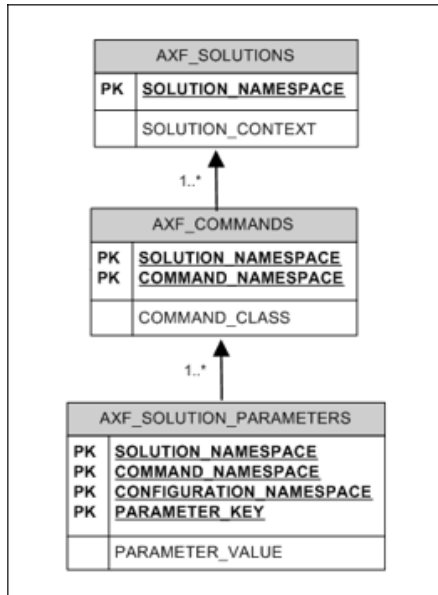 AXF_SOLUTIONS
PK SOLUTION_NAMESPACE
SOLUTION_CONTEXT
1..*
AXF_COMMANDS
PK SOLUTION_NAMESPACE
PK COMMAND_NAMESPACE
COMMAND_CLASS
1..*
AXF_SOLUTION_PARAMETERS
PK SOLUTION_NAMESPACE
PK COMMAND_NAMESPACE
PK CONFIGURATION_NAMESPACE
PK PARAMETER_KEY
PARAMETER_VALUE